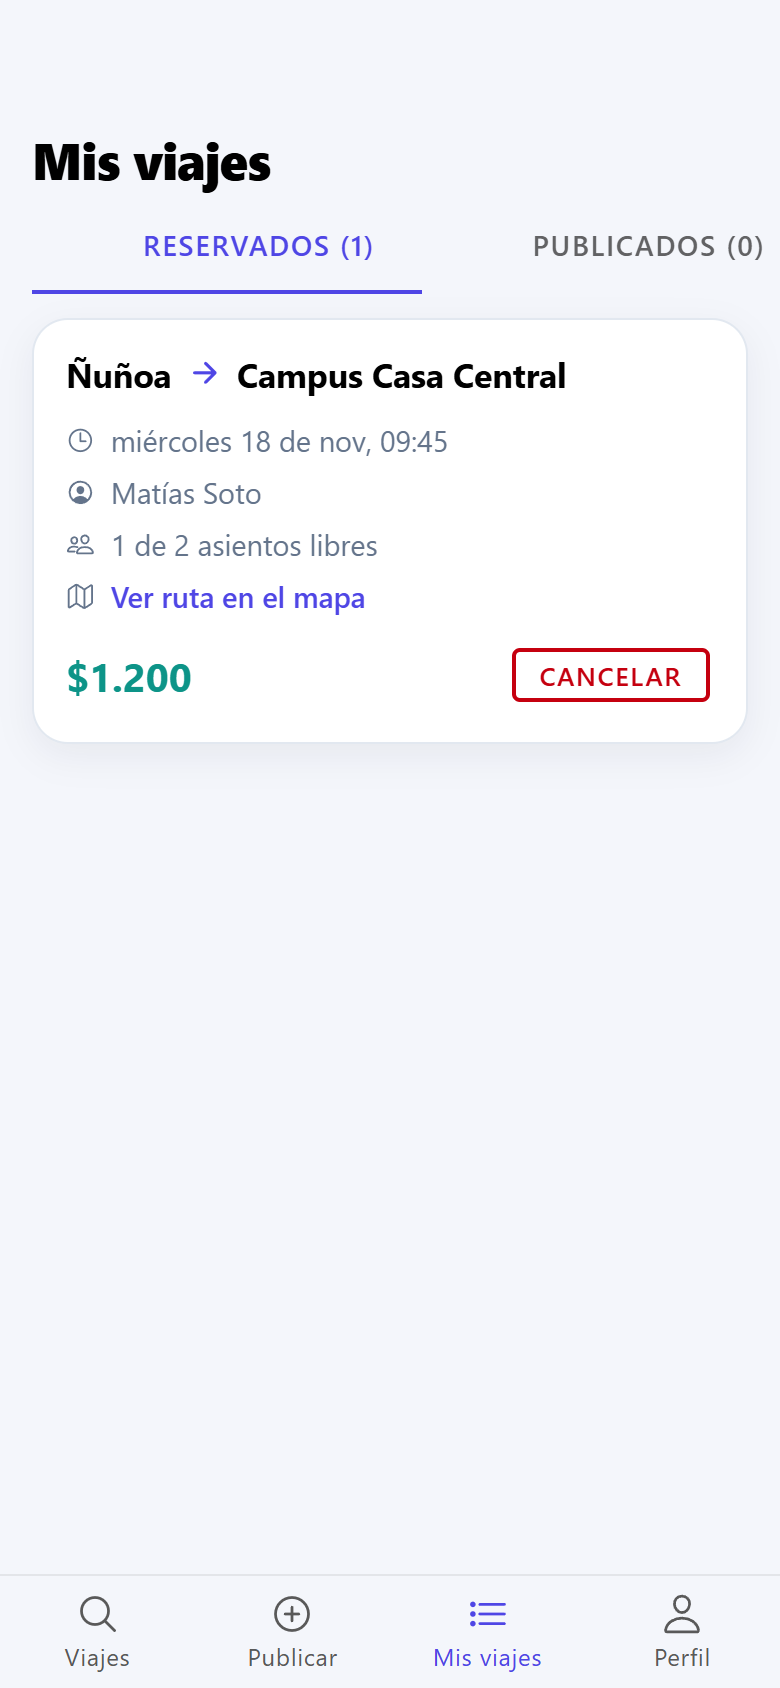 Mis viajes
RESERVADOS (1) PUBLICADOS (0)
Ñuñoa → Campus Casa Central
miércoles 18 de nov, 09:45
Matías Soto
1 de 2 asientos libres
Ver ruta en el mapa
$1.200 CANCELAR
Viajes Publicar Mis viajes Perfil